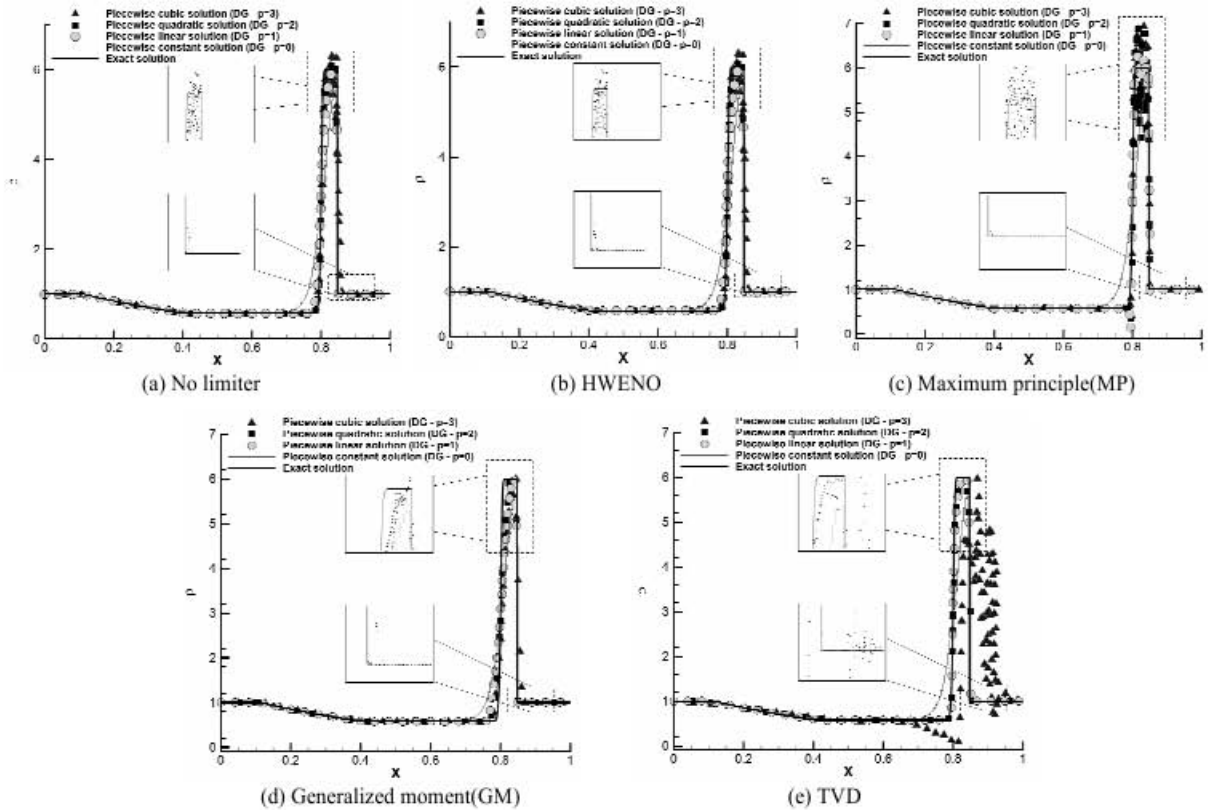 Piecewise cubic solution (DG - p=3)
Piecewise quadratic solution (DG - p=2)
Piecewise linear solution (DG - p=1)
Piecewise constant solution (DG - p=0)
Exact solution
6
4
2
0
0 0.2 0.4 0.6 0.8 1
X
(a) No limiter
Piecewise cubic solution (DG - p=3)
Piecewise quadratic solution (DG - p=2)
Piecewise linear solution (DG - p=1)
Piecewise constant solution (DG - p=0)
Exact solution
6
4
ρ
2
0
0 0.2 0.4 0.6 0.8 1
X
(b) HWENO
Piecewise cubic solution (DG - p=3)
Piecewise quadratic solution (DG - p=2)
Piecewise linear solution (DG - p=1)
Piecewise constant solution (DG - p=0)
Exact solution
7
6
5
4
ρ
3
2
1
0
0 0.2 0.4 0.6 0.8 1
X
(c) Maximum principle(MP)
Piecewise cubic solution (DG - p=3)
Piecewise quadratic solution (DG - p=2)
Piecewise linear solution (DG - p=1)
Piecewise constant solution (DG - p=0)
Exact solution
7
6
5
4
ρ
3
2
1
0
0 0.2 0.4 0.6 0.8 1
X
(d) Generalized moment(GM)
Piecewise cubic solution (DG - p=3)
Piecewise quadratic solution (DG - p=2)
Piecewise linear solution (DG - p=1)
Piecewise constant solution (DG - p=0)
Exact solution
7
6
5
4
3
2
1
0
0 0.2 0.4 0.6 0.8 1
X
(e) TVD